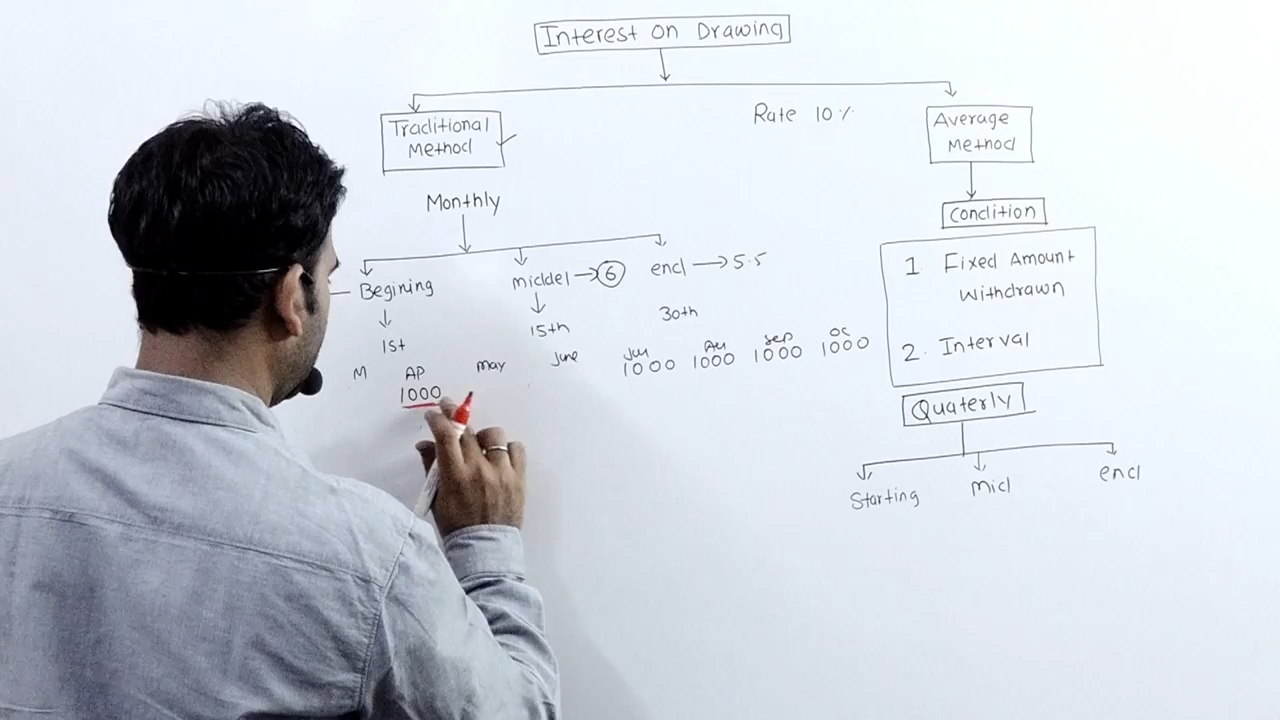 Interest on Drawing
Traditional
Method
Rate 10%
Average
Method
Monthly
Condition
Begining
middel → 6
end → 5.5
1st
15th
30th
1. Fixed Amount
Withdrawn
2. Interval
M AP May June Jul Au Sep OC
1000 1000 1000 1000 1000
Quaterly
Starting
Mid
end